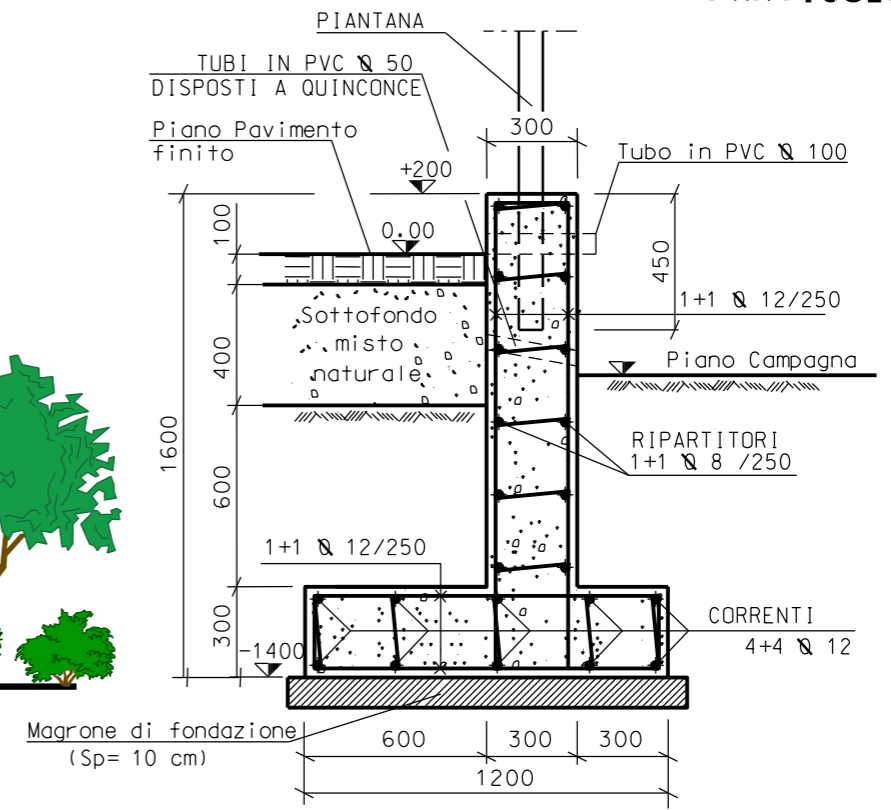 PIANTANA
TUBI IN PVC Ø 50
DISPOSTI A QUINCONCE
Piano Pavimento
finito
300
Tubo in PVC Ø 100
+200
0.00
100
450
1+1 Ø 12/250
Sottofondo
misto
naturale
400
Piano Campagna
1600
RIPARTITORI
1+1 Ø 8 /250
600
1+1 Ø 12/250
300
CORRENTI
4+4 Ø 12
-1400
Magrone di fondazione
(Sp= 10 cm)
600
300
300
1200